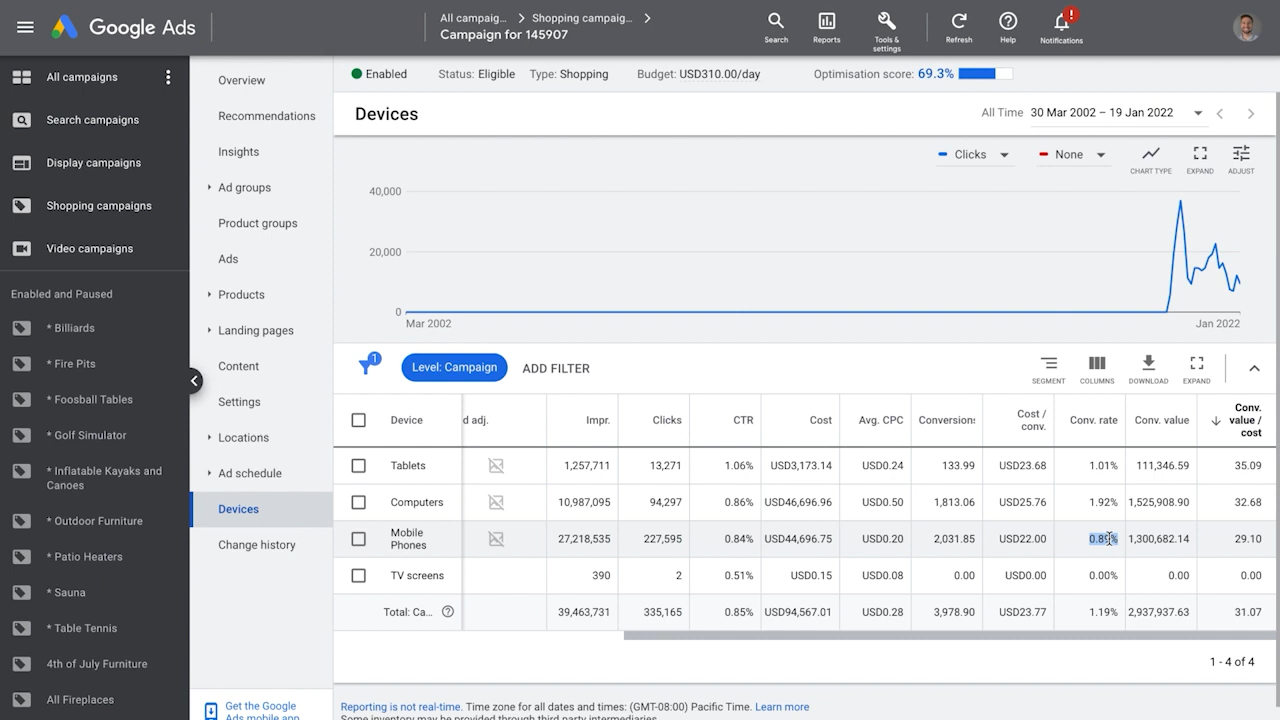 Google Ads
All campaig... > Shopping campaig... >
Campaign for 145907
Search
Reports
Tools & settings
Refresh
Help
!
Notifications
All campaigns
Search campaigns
Display campaigns
Shopping campaigns
Video campaigns
Enabled and Paused
* Billiards
* Fire Pits
* Foosball Tables
* Golf Simulator
* Inflatable Kayaks and
Canoes
* Outdoor Furniture
* Patio Heaters
* Sauna
* Table Tennis
4th of July Furniture
All Fireplaces
Overview
Recommendations
Insights
Ad groups
Product groups
Ads
Products
Landing pages
Content
Settings
Locations
Ad schedule
Devices
Change history
Get the Google
Ads mobile app
Enabled Status: Eligible Type: Shopping Budget: USD310.00/day Optimisation score: 69.3%
Devices
All Time 30 Mar 2002 – 19 Jan 2022
Clicks None
CHART TYPE EXPAND ADJUST
40,000
20,000
0
Mar 2002 Jan 2022
1
Level: Campaign ADD FILTER
SEGMENT COLUMNS DOWNLOAD EXPAND
Device d adj. Impr. Clicks CTR Cost Avg. CPC Conversions Cost / conv. Conv. rate Conv. value Conv. value / cost
Tablets 1,257,711 13,271 1.06% USD3,173.14 USD0.24 133.99 USD23.68 1.01% 111,346.59 35.09
Computers 10,987,095 94,297 0.86% USD46,696.96 USD0.50 1,813.06 USD25.76 1.92% 1,525,908.90 32.68
Mobile Phones 27,218,535 227,595 0.84% USD44,696.75 USD0.20 2,031.85 USD22.00 0.89% 1,300,682.14 29.10
TV screens 390 2 0.51% USD0.15 USD0.08 0.00 USD0.00 0.00% 0.00 0.00
Total: Ca... 39,463,731 335,165 0.85% USD94,567.01 USD0.28 3,978.90 USD23.77 1.19% 2,937,937.63 31.07
1 - 4 of 4
Reporting is not real-time. Time zone for all dates and times: (GMT-08:00) Pacific Time. Learn more
Some inventory may be provided through third party intermediaries.